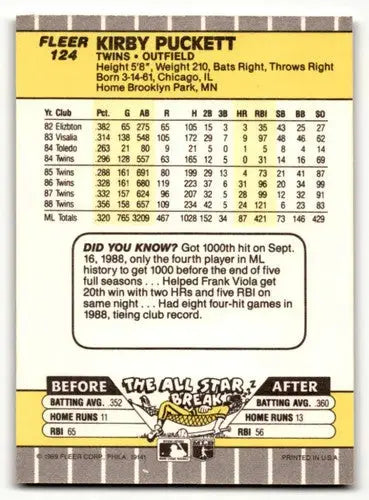 FLEER
124
KIRBY PUCKETT
TWINS • OUTFIELD
Height 5'8", Weight 210, Bats Right, Throws Right
Born 3-14-61, Chicago, IL
Home Brooklyn Park, MN
Yr. Club Pct. G AB R H 2B 3B HR RBI SB BB SO
82 Elizbton .382 65 275 65 105 15 3 3 35 43 25 27
83 Visalia .314 138 548 105 172 29 7 9 97 48 46 62
84 Toledo .263 21 80 9 21 2 0 1 5 8 4 14
84 Twins .296 128 557 63 165 12 5 0 31 14 16 69
85 Twins .288 161 691 80 199 29 13 4 73 21 41 87
86 Twins .328 161 680 119 223 37 6 31 96 20 34 99
87 Twins .332 157 624 96 207 32 5 28 99 12 32 91
88 Twins .356 158 657 109 234 42 5 24 121 6 23 83
ML Totals .320 765 3209 467 1028 152 34 87 421 73 146 429
DID YOU KNOW? Got 1000th hit on Sept.
16, 1988, only the fourth player in ML
history to get 1000 before the end of five
full seasons . . . Helped Frank Viola get
20th win with two HRs and five RBI on
same night . . . Had eight four-hit games in
1988, tieing club record.
BEFORE THE ALL STAR BREAK AFTER
BATTING AVG. .352 BATTING AVG. .360
HOME RUNS 11 HOME RUNS 13
RBI 65 RBI 56
© 1989 FLEER CORP., PHILA. 19141 PRINTED IN U.S.A.